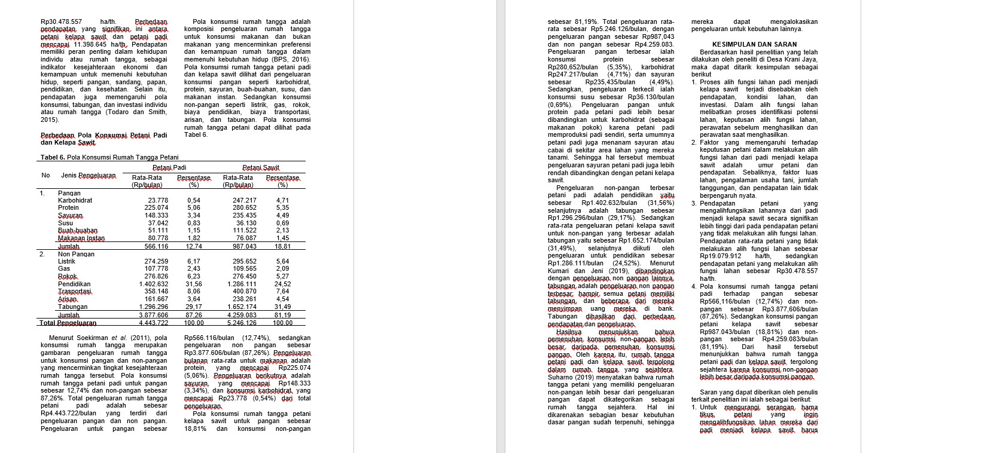 Rp30.478.557 ha/th. Perbedaan
pendapatan yang signifikan ini antara
petani kelapa sawit dan petani padi
mencapai 11.398.645 ha/th. Pendapatan
memiliki peran penting dalam kehidupan
individu atau rumah tangga, sebagai
indikator kesejahteraan ekonomi dan
kemampuan untuk memenuhi kebutuhan
hidup, seperti pangan, sandang, papan,
pendidikan, dan kesehatan. Selain itu,
pendapatan juga memengaruhi pola
konsumsi, tabungan, dan investasi individu
atau rumah tangga (Todaro dan Smith,
2015).
Perbedaan Pola Konsumsi Petani Padi
dan Kelapa Sawit
Pola konsumsi rumah tangga adalah
komposisi pengeluaran rumah tangga
untuk konsumsi makanan dan bukan
makanan yang mencerminkan preferensi
dan kemampuan rumah tangga dalam
memenuhi kebutuhan hidup (BPS, 2016).
Pola konsumsi rumah tangga petani padi
dan kelapa sawit dilihat dari pengeluaran
konsumsi pangan seperti karbohidrat,
protein, sayuran, buah-buahan, susu, dan
makanan instan. Sedangkan konsumsi
non-pangan seperti listrik, gas, rokok,
biaya pendidikan, biaya transportasi,
arisan, dan tabungan. Pola konsumsi
rumah tangga petani dapat dilihat pada
Tabel 6.
Tabel 6. Pola Konsumsi Rumah Tangga Petani
No Jenis Pengeluaran Petani Padi Petani Sawit
Rata-Rata (Rp/bulan) Persentase (%) Rata-Rata (Rp/bulan) Persentase (%)
1. Pangan
Karbohidrat 23.778 0,54 247.217 4,71
Protein 225.074 5,06 280.652 5,35
Sayuran 148.333 3,34 235.435 4,49
Susu 37.042 0,83 36.130 0,69
Buah-buahan 51.111 1,15 111.522 2,13
Makanan Instan 80.778 1,82 76.087 1,45
Jumlah 566.116 12,74 987.043 18,81
2. Non Pangan
Listrik 274.259 6,17 295.652 5,64
Gas 107.778 2,43 109.565 2,09
Rokok 276.826 6,23 276.450 5,27
Pendidikan 1.402.632 31,56 1.286.111 24,52
Trasportasi 358.148 8,06 400.870 7,64
Arisan 161.667 3,64 238.261 4,54
Tabungan 1.296.296 29,17 1.652.174 31,49
Jumlah 3.877.606 87,26 4.259.083 81,19
Total Pengeluaran 4.443.722 100,00 5.246.126 100,00
Menurut Soekirman et al. (2011), pola
konsumsi rumah tangga merupakan
gambaran pengeluaran rumah tangga
untuk konsumsi pangan dan non-pangan
yang mencerminkan tingkat kesejahteraan
rumah tangga tersebut. Pola konsumsi
rumah tangga petani padi untuk pangan
sebesar 12,74% dan non-pangan sebesar
87,26%. Total pengeluaran rumah tangga
petani padi adalah sebesar
Rp4.443.722/bulan yang terdiri dari
pengeluaran pangan dan non pangan.
Pengeluaran untuk pangan sebesar
Rp566.116/bulan (12,74%), sedangkan
pengeluaran non pangan sebesar
Rp3.877.606/bulan (87,26%). Pengeluaran
bulanan rata-rata untuk makanan adalah
protein, yang mencapai Rp225.074
(5,06%). Pengeluaran berikutnya adalah
sayuran, yang mencapai Rp148.333
(3,34%), dan konsumsi karbohidrat, yang
mencapai Rp23.778 (0,54%) dari total
pengeluaran.
Pola konsumsi rumah tangga petani
kelapa sawit untuk pangan sebesar
18,81% dan konsumsi non-pangan
sebesar 81,19%. Total pengeluaran rata-
rata sebesar Rp5.246.126/bulan, dengan
pengeluaran pangan sebesar Rp987,043
dan non pangan sebesar Rp4.259.083.
Pengeluaran pangan terbesar ialah
konsumsi protein sebesar
Rp280,652/bulan (5,35%), karbohidrat
Rp247.217/bulan (4,71%) dan sayuran
sebesar Rp235,435/bulan (4,49%).
Sedangkan, pengeluaran terkecil ialah
konsumsi susu sebesar Rp36.130/bulan
(0,69%). Pengeluaran pangan untuk
protein pada petani padi lebih besar
dibandingkan untuk karbohidrat (sebagai
makanan pokok) karena petani padi
memproduksi padi sendiri, serta umumnya
petani padi juga menanam sayuran atau
cabai di sekitar area lahan yang mereka
tanami. Sehingga hal tersebut membuat
pengeluaran sayuran petani padi juga lebih
rendah dibandingkan dengan petani kelapa
sawit.
Pengeluaran non-pangan terbesar
petani padi adalah pendidikan yaitu
sebesar Rp1.402.632/bulan (31,56%)
selanjutnya adalah tabungan sebesar
Rp1.296.296/bulan (29,17%). Sedangkan
rata-rata pengeluaran petani kelapa sawit
untuk non-pangan yang terbesar adalah
tabungan yaitu sebesar Rp1.652.174/bulan
(31,49%), selanjutnya diikuti oleh
pengeluaran untuk pendidikan sebesar
Rp1.286.111/bulan (24,52%). Menurut
Kumari dan Jeni (2019), dibandingkan
dengan pengeluaran non pangan lainnya,
tabungan adalah pengeluaran non pangan
terbesar; hampir semua petani memiliki
tabungan, dan beberapa dari mereka
menyimpan uang mereka di bank.
Tabungan dihasilkan dari perbedaan
pendapatan dan pengeluaran.
Hasilnya menunjukkan bahwa
pemenuhan konsumsi non-pangan lebih
besar daripada pemenuhan konsumsi
pangan. Oleh karena itu, rumah tangga
petani padi dan kelapa sawit tergolong
dalam rumah tangga yang sejahtera.
Suharno (2019) menyatakan bahwa rumah
tangga petani yang memiliki pengeluaran
non-pangan lebih besar dari pengeluaran
pangan dapat dikategorikan sebagai
rumah tangga sejahtera. Hal ini
dikarenakan sebagian besar kebutuhan
dasar pangan sudah terpenuhi, sehingga
mereka dapat mengalokasikan
pengeluaran untuk kebutuhan lainnya.
KESIMPULAN DAN SARAN
Berdasarkan hasil penelitian yang telah
dilakukan oleh peneliti di Desa Krani Jaya,
maka dapat ditarik kesimpulan sebagai
berikut
1. Proses alih fungsi lahan padi menjadi
kelapa sawit terjadi disebabkan oleh
pendapatan, kondisi lahan, dan
investasi. Dalam alih fungsi lahan
melibatkan proses identifikasi potensi
lahan, keputusan alih fungsi lahan,
perawatan sebelum menghasilkan dan
perawatan saat menghasilkan.
2. Faktor yang memengaruhi terhadap
keputusan petani dalam melakukan alih
fungsi lahan dari padi menjadi kelapa
sawit adalah umur petani dan
pendapatan. Sebaliknya, faktor luas
lahan, pengalaman usaha tani, jumlah
tanggungan, dan pendapatan lain tidak
berpengaruh nyata.
3. Pendapatan petani yang
mengalihfungsikan lahannya dari padi
menjadi kelapa sawit secara signifikan
lebih tinggi dari pada pendapatan petani
yang tidak melakukan alih fungsi lahan.
Pendapatan rata-rata petani yang tidak
melakukan alih fungsi lahan sebesar
Rp19.079.912 ha/th, sedangkan
pendapatan petani yang melakukan alih
fungsi lahan sebesar Rp30.478.557
ha/th.
4. Pola konsumsi rumah tangga petani
padi terhadap pangan sebesar
Rp566,116/bulan (12,74%) dan non-
pangan sebesar Rp3.877,606/bulan
(87,26%). Sedangkan konsumsi pangan
petani kelapa sawit sebesar
Rp987.043/bulan (18,81%) dan non-
pangan sebesar Rp4.259.083/bulan
(81,19%). Dari hasil tersebut
menunjukkan bahwa rumah tangga
petani padi dan kelapa sawit, tergolong
sejahtera karena konsumsi non-pangan
lebih besar daripada konsumsi pangan.
Saran yang dapat diberikan oleh penulis
terkait penelitian ini ialah sebagai berikut:
1. Untuk mengurangi serangan hama
tikus, petani yang ingin
mengalihfungsikan lahan mereka dari
padi menjadi kelapa sawit harus